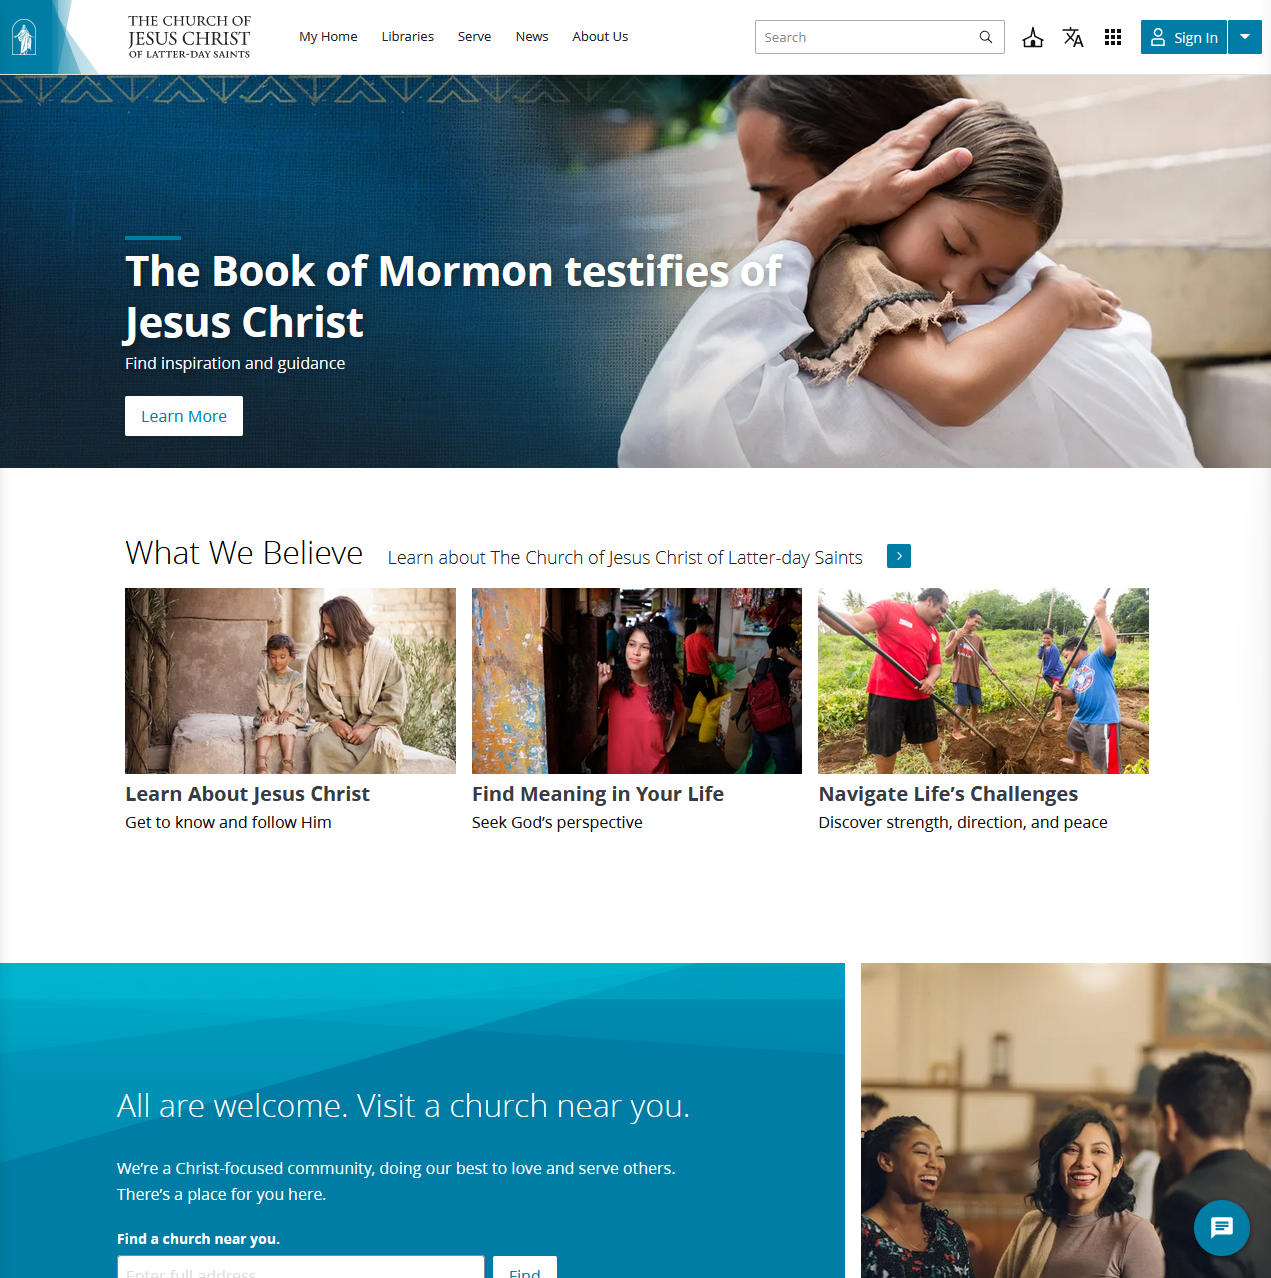 THE CHURCH OF
JESUS CHRIST
OF LATTER-DAY SAINTS
My Home
Libraries
Serve
News
About Us
Search
Sign In
The Book of Mormon testifies of
Jesus Christ
Find inspiration and guidance
Learn More
What We Believe
Learn about The Church of Jesus Christ of Latter-day Saints
Learn About Jesus Christ
Get to know and follow Him
Find Meaning in Your Life
Seek God’s perspective
Navigate Life’s Challenges
Discover strength, direction, and peace
All are welcome. Visit a church near you.
We’re a Christ-focused community, doing our best to love and serve others.
There’s a place for you here.
Find a church near you.
Enter full address
Find